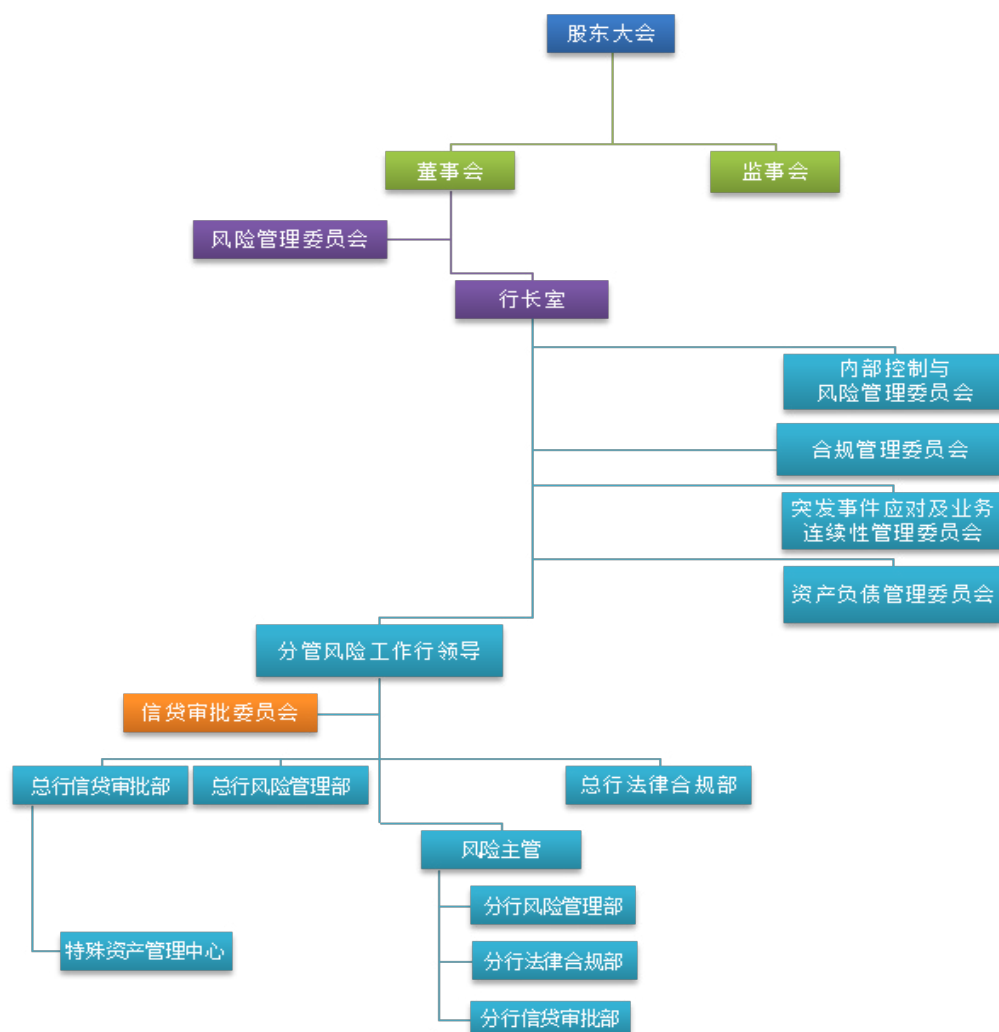 股东大会
董事会
监事会
风险管理委员会
行长室
内部控制与
风险管理委员会
合规管理委员会
突发事件应对及业务
连续性管理委员会
资产负债管理委员会
分管风险工作行领导
信贷审批委员会
总行信贷审批部
总行风险管理部
总行法律合规部
风险主管
分行风险管理部
特殊资产管理中心
分行法律合规部
分行信贷审批部